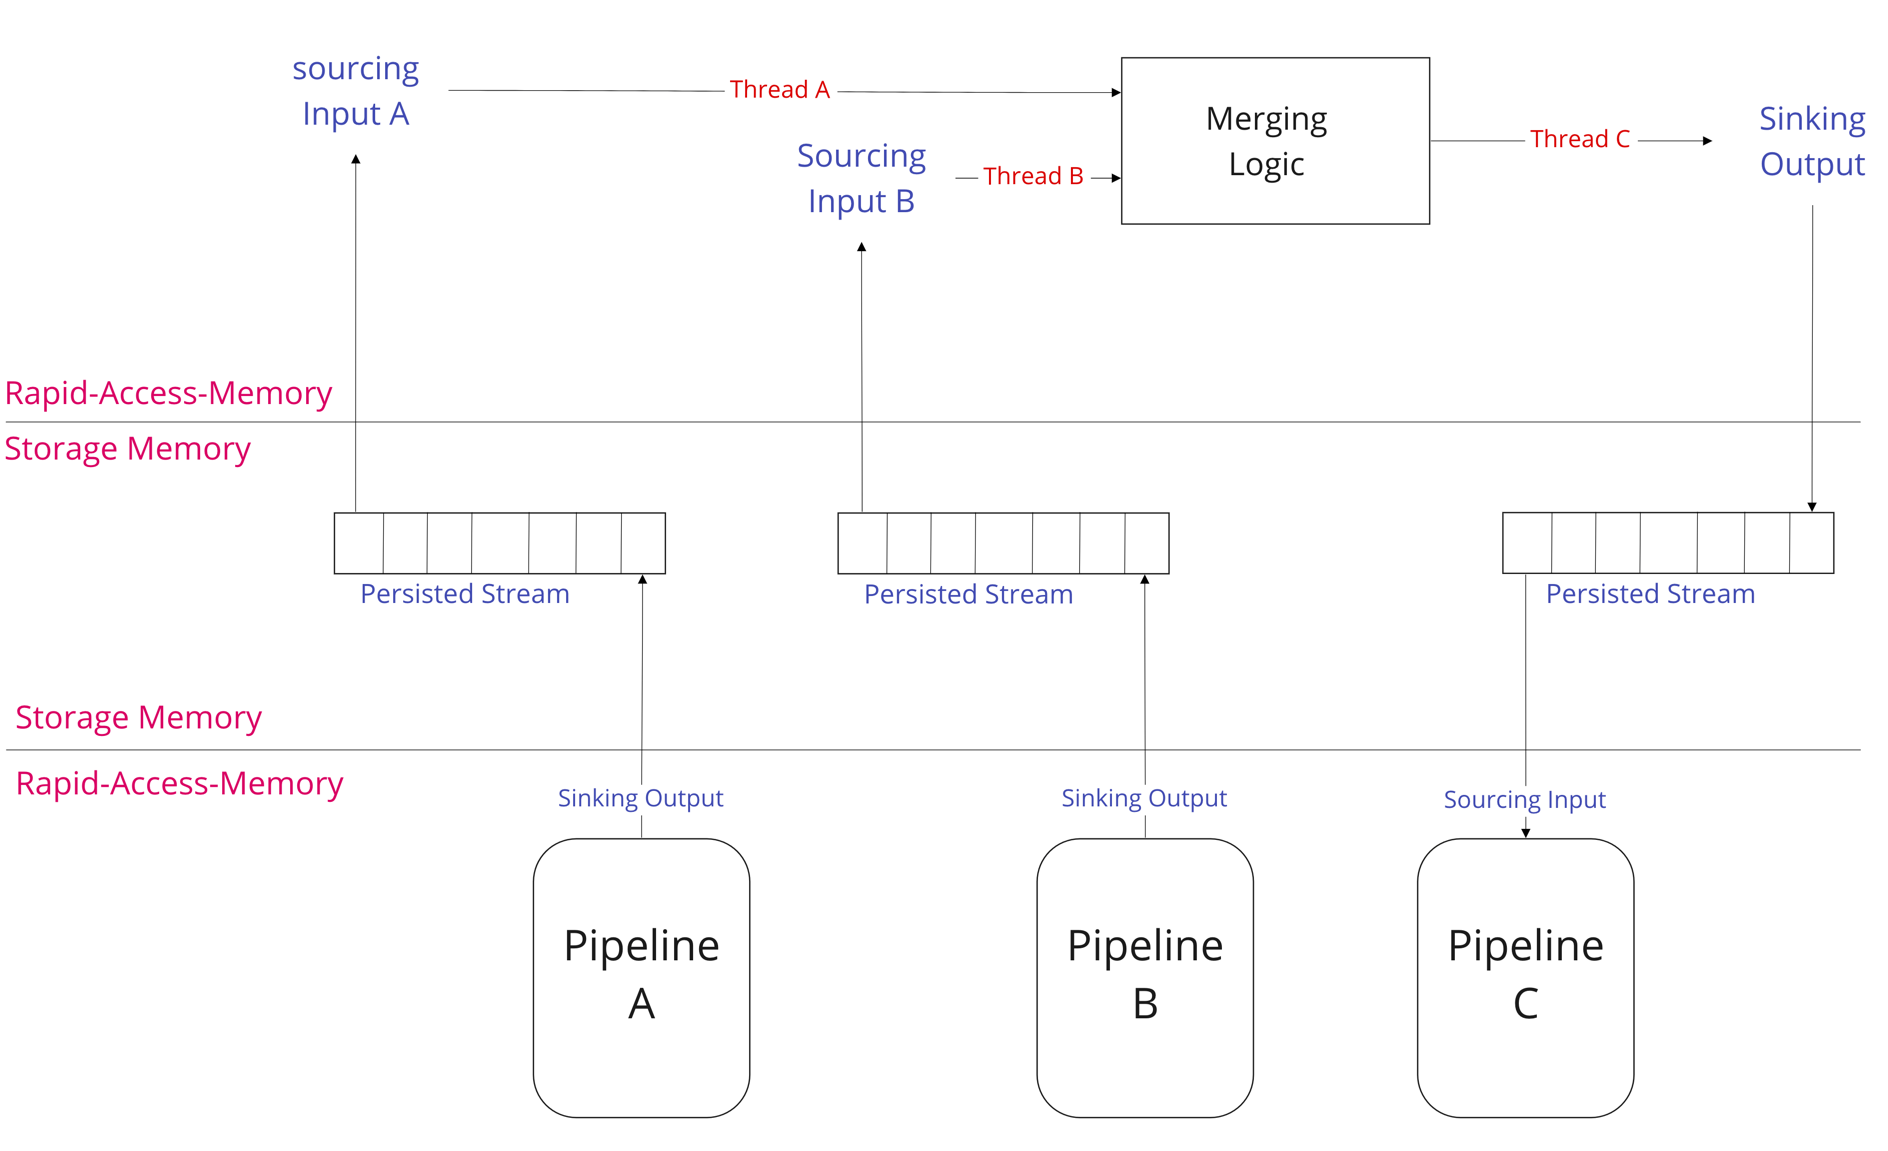 sourcing
Input A
Thread A
Sourcing
Input B
Thread B
Merging
Logic
Thread C
Sinking
Output
Rapid-Access-Memory
Storage Memory
Persisted Stream
Persisted Stream
Persisted Stream
Storage Memory
Rapid-Access-Memory
Sinking Output
Sinking Output
Sourcing Input
Pipeline
A
Pipeline
B
Pipeline
C